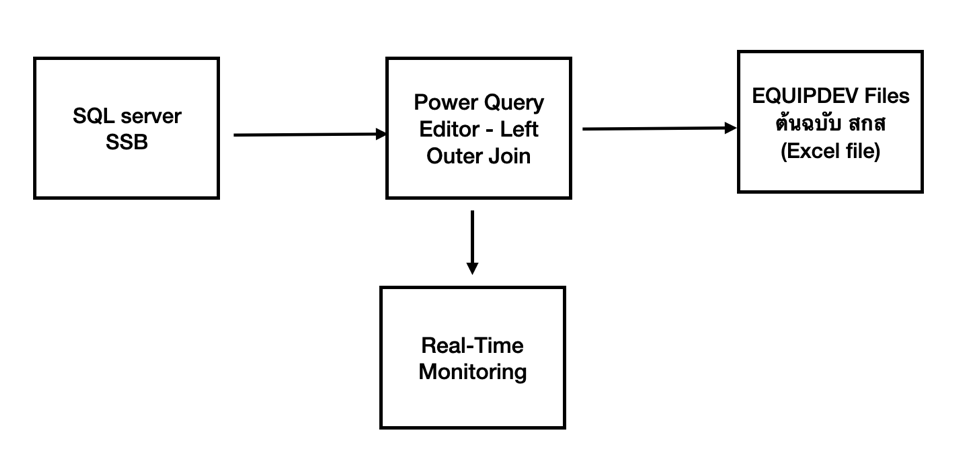 SQL server
SSB
Power Query
Editor - Left
Outer Join
EQUIPDEV Files
ต้นฉบับ สกส
(Excel file)
Real-Time
Monitoring